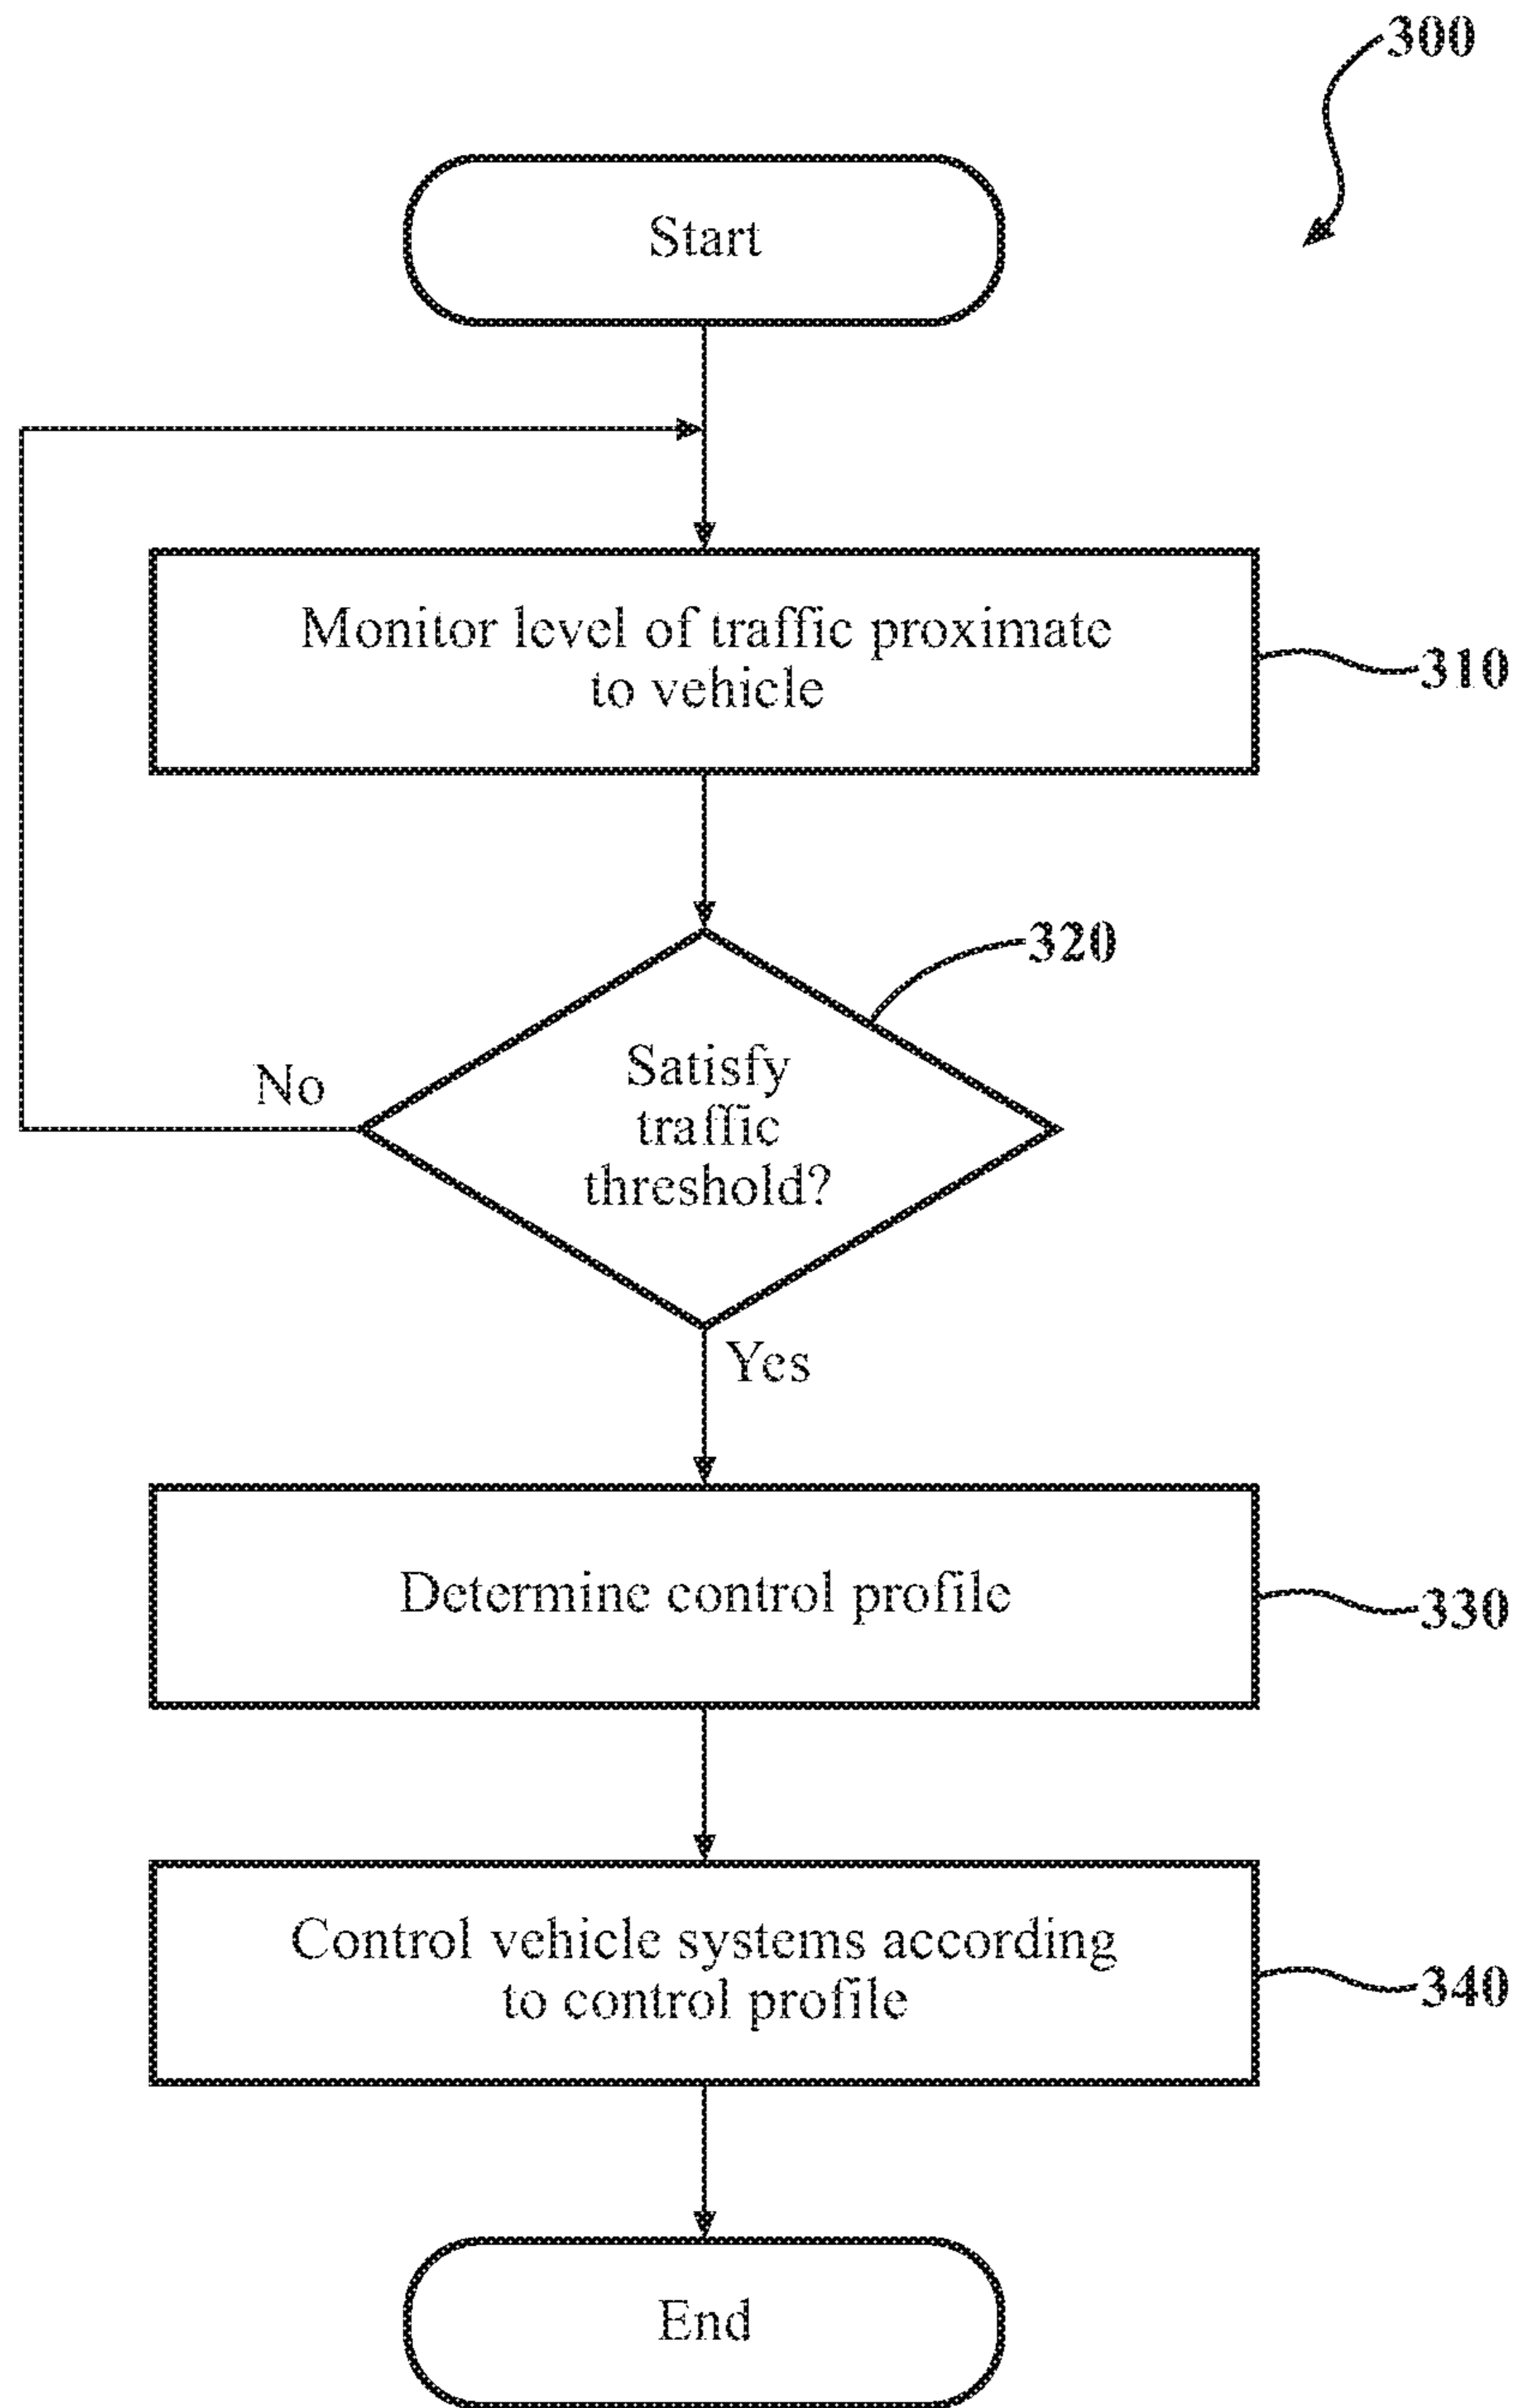 300
Start
Monitor level of traffic proximate
to vehicle
310
320
Satisfy
traffic
threshold?
No
Yes
Determine control profile
330
Control vehicle systems according
to control profile
340
End